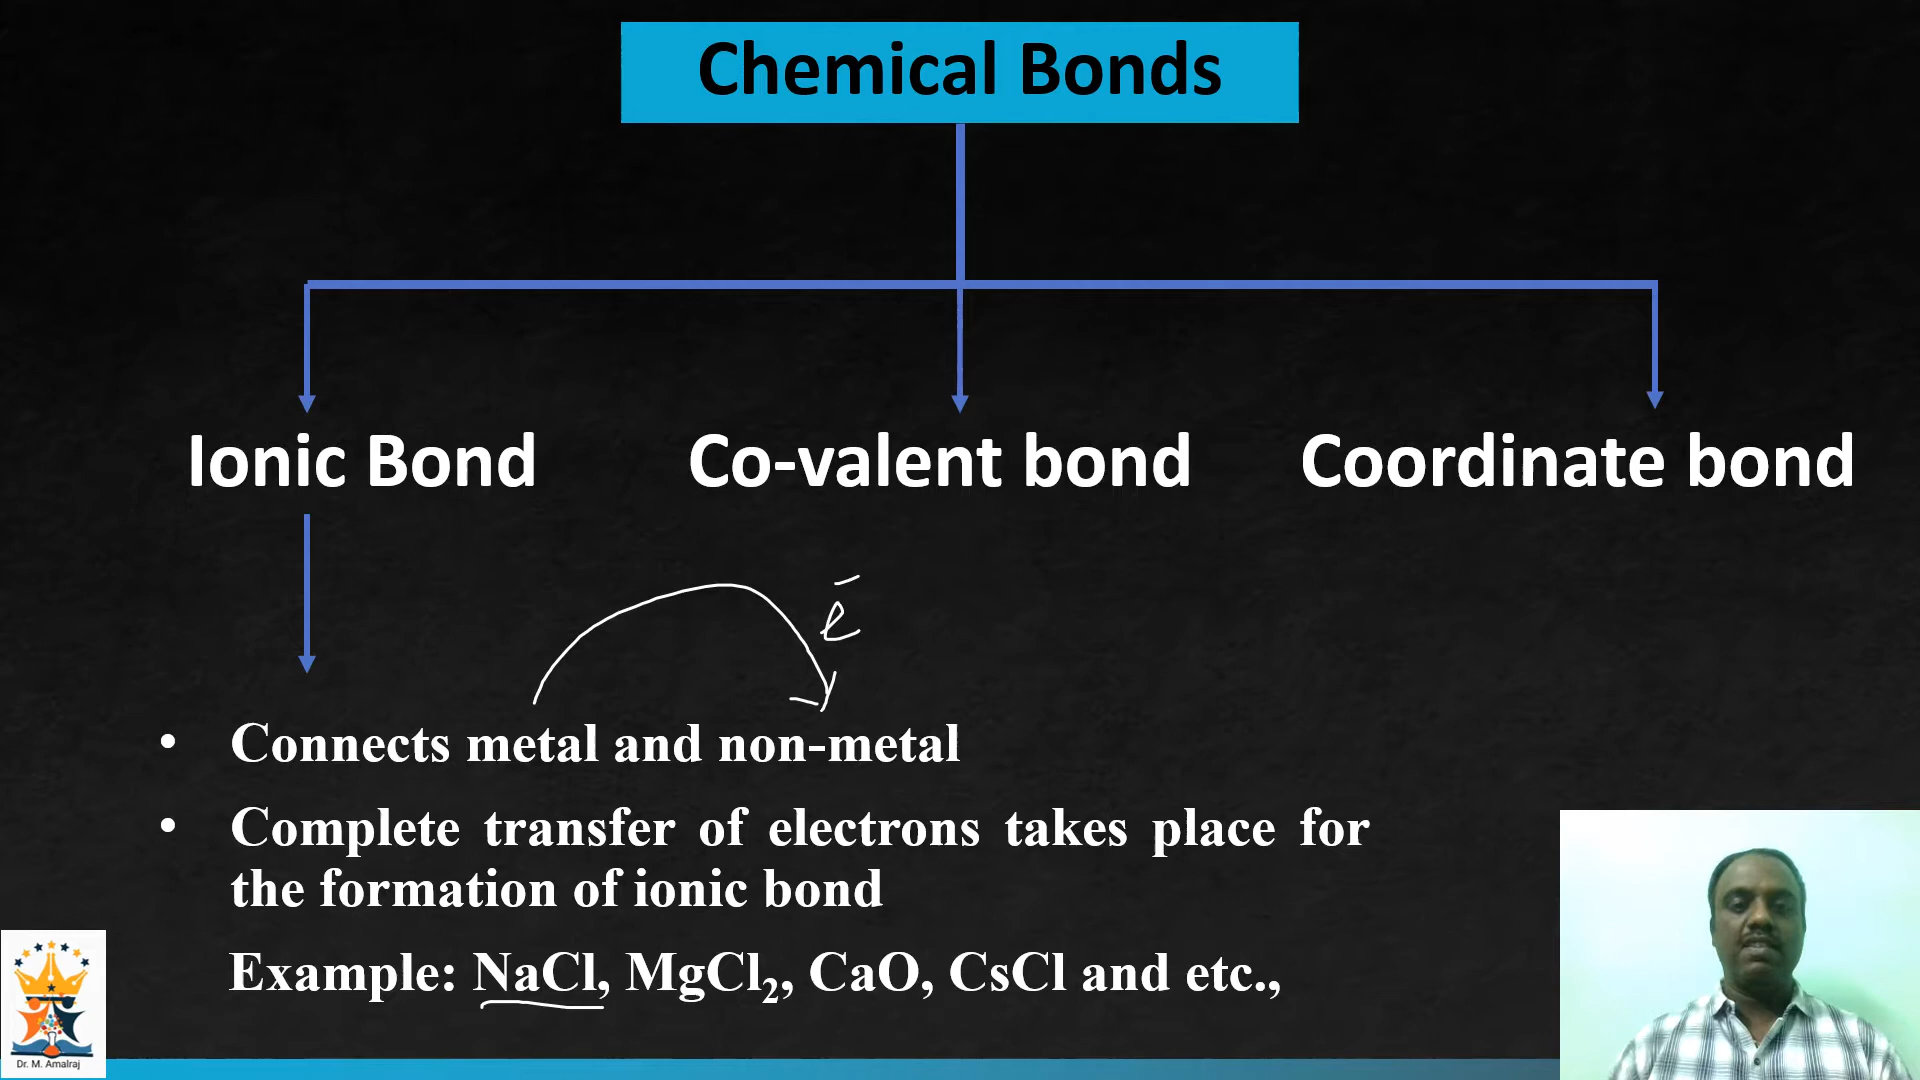 Chemical Bonds
Ionic Bond
Co-valent bond
Coordinate bond
e̅
• Connects metal and non-metal
• Complete transfer of electrons takes place for
the formation of ionic bond
Example: NaCl, MgCl₂, CaO, CsCl and etc.,
Dr. M. Amalraj